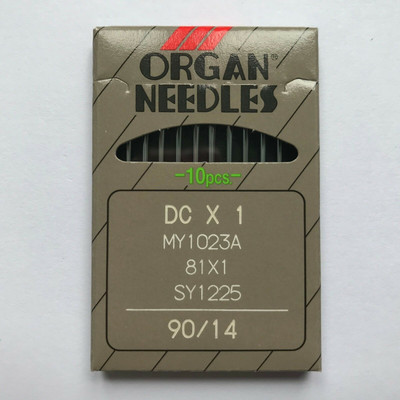 ORGAN®
NEEDLES
-10pcs.-
DC X 1
MY1023A
81X1
SY1225
90/14